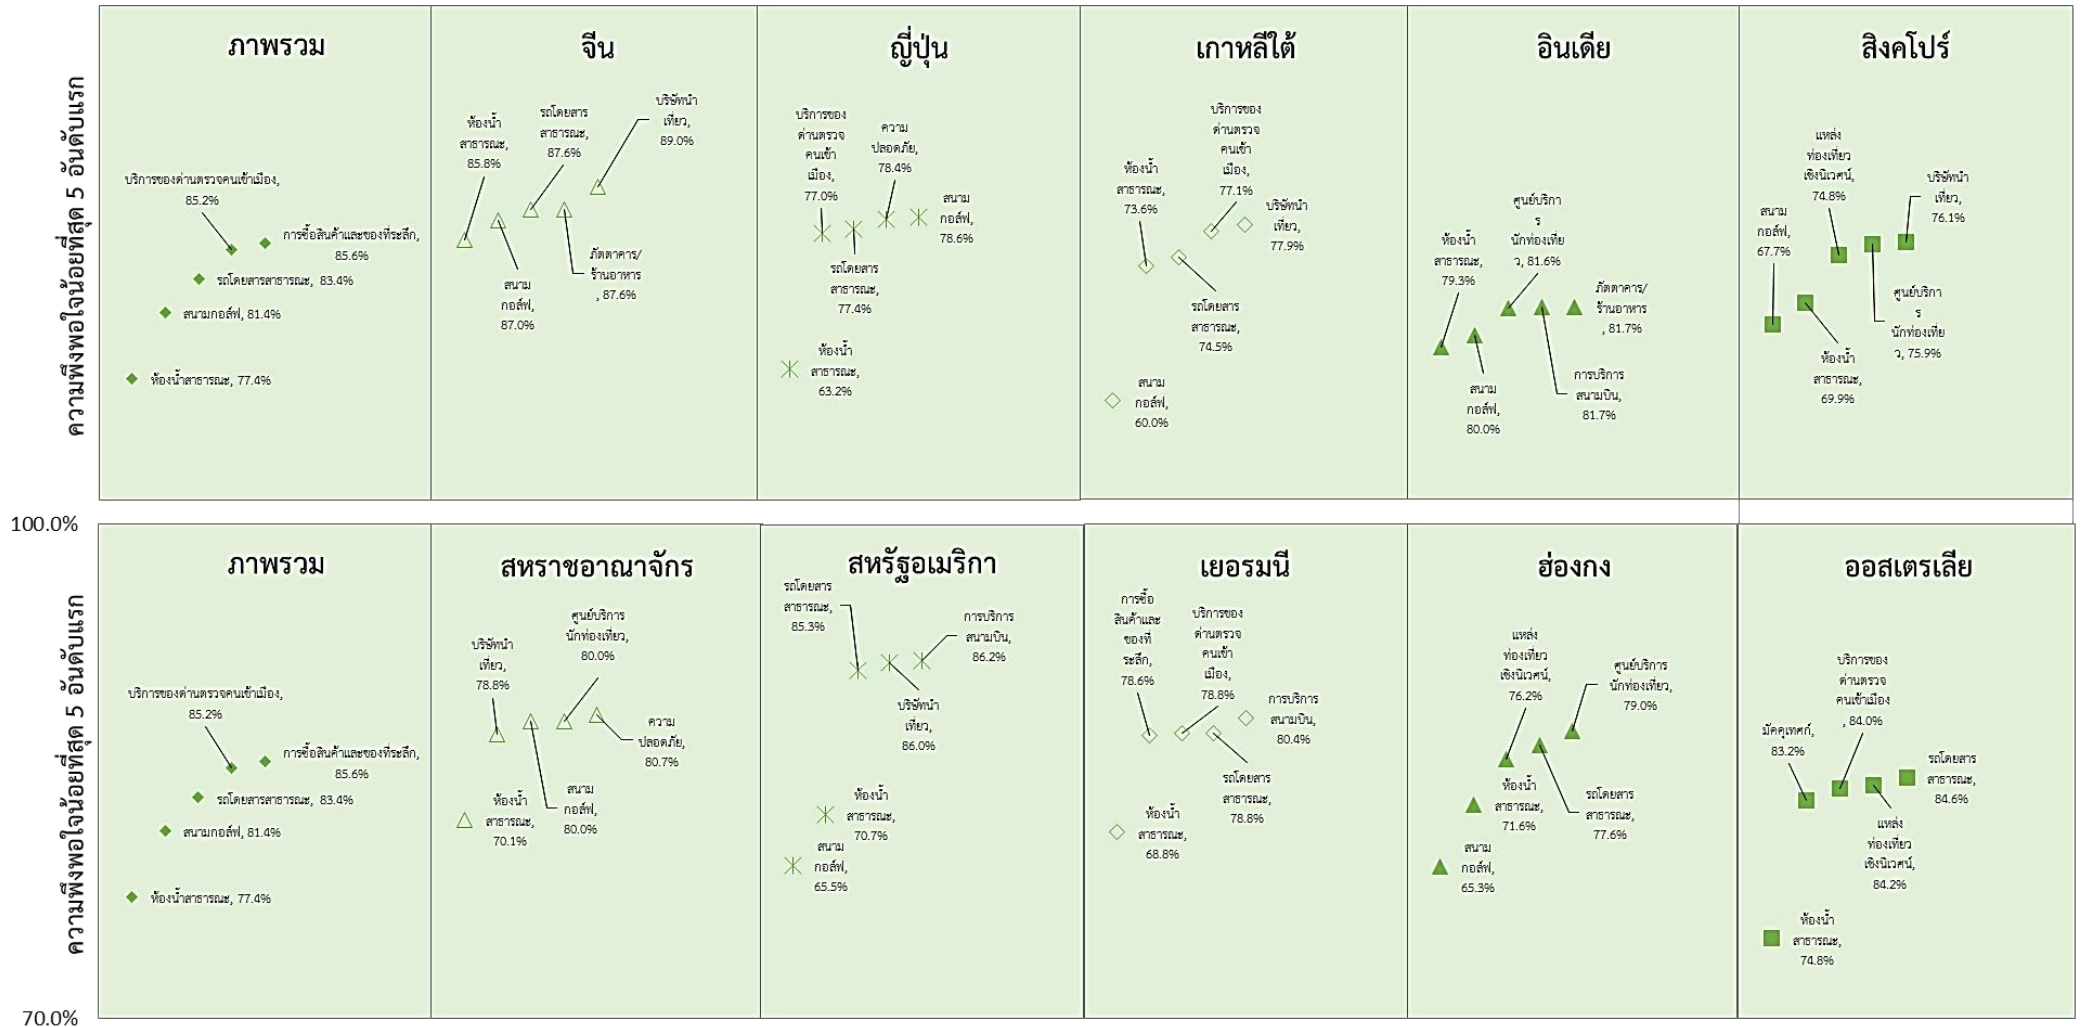 ความพึงพอใจน้อยที่สุด 5 อันดับแรก
ภาพรวม
บริการของด่านตรวจคนเข้าเมือง,
85.2%
การซื้อสินค้าและของที่ระลึก,
85.6%
รถโดยสารสาธารณะ, 83.4%
สนามกอล์ฟ, 81.4%
ห้องน้ำสาธารณะ, 77.4%
จีน
ห้องน้ำ
สาธารณะ,
85.8%
รถโดยสาร
สาธารณะ,
87.6%
บริษัทนำ
เที่ยว,
89.0%
สนาม
กอล์ฟ,
87.0%
ภัตตาคาร/
ร้านอาหาร
, 87.6%
ญี่ปุ่น
บริการของ
ด่านตรวจ
คนเข้า
เมือง,
77.0%
ความ
ปลอดภัย,
78.4%
สนาม
กอล์ฟ,
78.6%
รถโดยสาร
สาธารณะ,
77.4%
ห้องน้ำ
สาธารณะ,
63.2%
เกาหลีใต้
ห้องน้ำ
สาธารณะ,
73.6%
บริการของ
ด่านตรวจ
คนเข้า
เมือง,
77.1%
บริษัทนำ
เที่ยว,
77.9%
รถโดยสาร
สาธารณะ,
74.5%
สนาม
กอล์ฟ,
60.0%
อินเดีย
ห้องน้ำ
สาธารณะ,
79.3%
ศูนย์บริกา
ร
นักท่องเที่ย
ว, 81.6%
ภัตตาคาร/
ร้านอาหาร
, 81.7%
สนาม
กอล์ฟ,
80.0%
การบริการ
สนามบิน,
81.7%
สิงคโปร์
สนาม
กอล์ฟ,
67.7%
แหล่ง
ท่องเที่ยว
เชิงนิเวศน์,
74.8%
บริษัทนำ
เที่ยว,
76.1%
ห้องน้ำ
สาธารณะ,
69.9%
ศูนย์บริกา
ร
นักท่องเที่ย
ว, 75.9%
100.0%
70.0%
ความพึงพอใจน้อยที่สุด 5 อันดับแรก
ภาพรวม
บริการของด่านตรวจคนเข้าเมือง,
85.2%
การซื้อสินค้าและของที่ระลึก,
85.6%
รถโดยสารสาธารณะ, 83.4%
สนามกอล์ฟ, 81.4%
ห้องน้ำสาธารณะ, 77.4%
สหราชอาณาจักร
บริษัทนำ
เที่ยว,
78.8%
ศูนย์บริการ
นักท่องเที่ยว,
80.0%
ความ
ปลอดภัย,
80.7%
ห้องน้ำ
สาธารณะ,
70.1%
สนาม
กอล์ฟ,
80.0%
สหรัฐอเมริกา
รถโดยสาร
สาธารณะ,
85.3%
การบริการ
สนามบิน,
86.2%
บริษัทนำ
เที่ยว,
86.0%
ห้องน้ำ
สาธารณะ,
70.7%
สนาม
กอล์ฟ,
65.5%
เยอรมนี
การซื้อ
สินค้าและ
ของที่
ระลึก,
78.6%
บริการของ
ด่านตรวจ
คนเข้า
เมือง,
78.8%
การบริการ
สนามบิน,
80.4%
รถโดยสาร
สาธารณะ,
78.8%
ห้องน้ำ
สาธารณะ,
68.8%
ฮ่องกง
แหล่ง
ท่องเที่ยว
เชิงนิเวศน์,
76.2%
ศูนย์บริการ
นักท่องเที่ยว,
79.0%
ห้องน้ำ
สาธารณะ,
71.6%
รถโดยสาร
สาธารณะ,
77.6%
สนาม
กอล์ฟ,
65.3%
ออสเตรเลีย
มัคคุเทศก์,
83.2%
บริการของ
ด่านตรวจ
คนเข้าเมือง
, 84.0%
รถโดยสาร
สาธารณะ,
84.6%
แหล่ง
ท่องเที่ยว
เชิงนิเวศน์,
84.2%
ห้องน้ำ
สาธารณะ,
74.8%